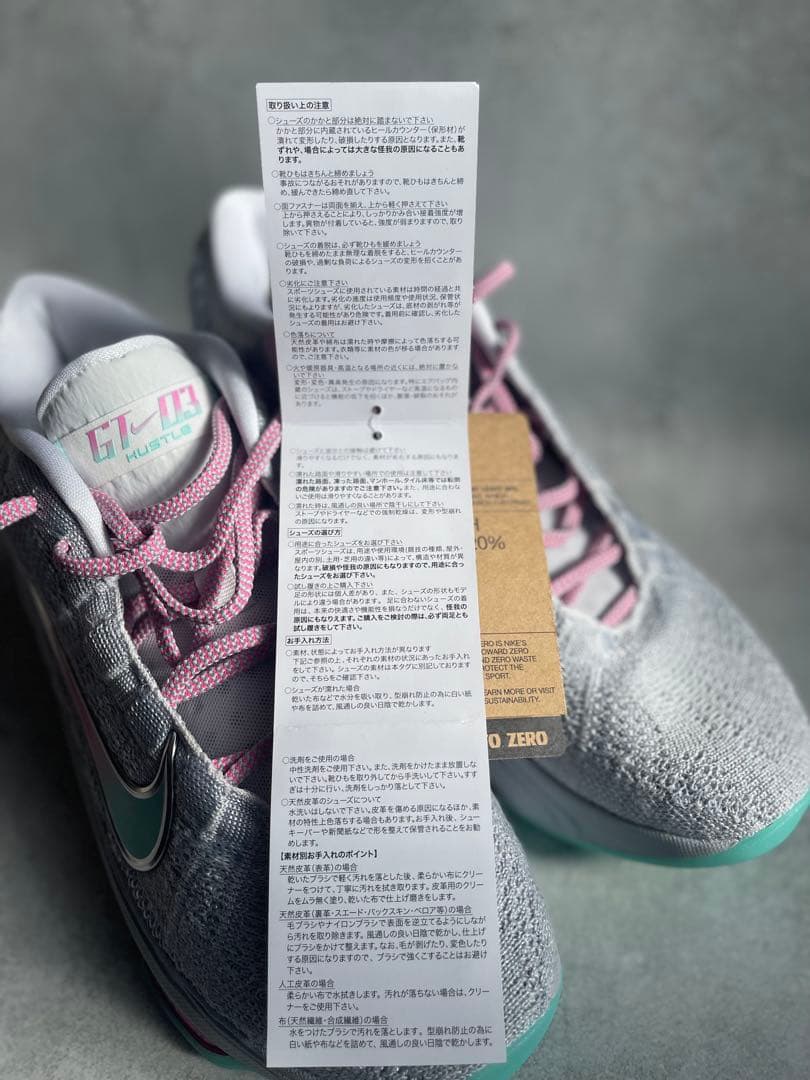 取り扱い上の注意
○シューズのかかと部分は絶対に踏まないで下さい
かかと部分に内蔵されているヒールカウンター(保形材)が
潰れて変形したり、破損したりする原因となります。また、靴
ずれや、場合によっては大きな怪我の原因になることもあ
ります。
○靴ひもはきちんと締めましょう
事故につながるおそれがありますので、靴ひもはきちんと締
め、緩んできたら締め直して下さい。
○面ファスナーは両面を揃え、上から軽く押さえて下さい
上から押さえることにより、しっかりかみ合い接着強度が増
します。異物が付着していると、強度が弱まりますので、取り
除いて下さい。
○シューズの着脱は、必ず靴ひもを緩めましょう
靴ひもを締めたまま無理な着脱をすると、ヒールカウンター
の破損や、過剰な負荷によるシューズの変形を招くことがあ
ります。
○劣化にご注意下さい
スポーツシューズに使用されている素材は時間の経過と共
に劣化します。劣化の速度は使用頻度や使用状況、保管状
況にもよりますが、劣化したシューズは、底材の剥がれ等が
発生する可能性があり危険です。着用前に確認し、劣化した
シューズの着用はお避け下さい。
○色落ちについて
天然皮革や綿布は濡れた時や摩擦によって色落ちする可
能性があります。衣類等に素材の色が移る場合があります
ので、ご注意下さい。
○火や暖房器具・高温となる場所の近くには、絶対に置かな
いで下さい
変形・変色・異臭発生の原因になります。特にエアバッグ内
蔵のシューズは、ストーブやドライヤーなど高温になるもの
に近づけると機能の低下を招くほか、膨張・破裂のおそれが
あります。
滑りやすくなるだけでなく、素材が劣化する原因にもなりま
す。
○濡れた路面や滑りやすい場所での使用は注意して下さい
濡れた路面、凍った路面、マンホール、タイル床等では転倒
の危険がありますのでご注意下さい。また、用途に合わな
いご使用は滑りやすくなることがあります。
○濡れた時は、風通しの良い場所で陰干しにして下さい
ストーブやドライヤーなどでの強制乾燥は、変形や型崩れ
の原因になります。
シューズの選び方
○用途に合ったシューズをお選び下さい
スポーツシューズは、用途や使用環境(競技の種類、屋外・
屋内の別、土用・芝用の違い等)によって、構造や材質が異
なります。破損や怪我の原因にもなりますので、用途に合っ
たシューズをお選び下さい。
○試し履きの上ご購入下さい
足の形状には個人差があり、また、シューズの形状もモデ
ルにより違う場合があります。足に合わないシューズの着
用は、本来の快適さや機能性を損なうだけでなく、怪我の
原因にもなりえます。ご購入をご検討の際は、必ず両足とも
試し履きをして下さい。
お手入れ方法
○素材、状態によってお手入れ方法が異なります
下記ご参照の上、それぞれの素材の状況にあったお手入れ
をして下さい。シューズの素材は本タグに別記しております
ので、そちらをご確認下さい。
○シューズが濡れた場合
乾いた布などで水分を吸い取り、型崩れ防止の為に白い紙
や布を詰めて、風通しの良い日陰で乾かします。
○洗剤をご使用の場合
中性洗剤をご使用下さい。また、洗剤をかけたまま放置しな
いで下さい。靴ひもを取り外してから手洗いして下さい。すす
ぎは十分に行い、洗剤をしっかり落として下さい。
○天然皮革のシューズについて
水洗いはしないで下さい。皮革を傷める原因になるほか、素
材の特性上色落ちする場合もあります。お手入れ後、シュー
キーパーや新聞紙などで形を整えて保管されることをお勧
めします。
【素材別お手入れのポイント】
天然皮革(表革)の場合
乾いたブラシで軽く汚れを落とした後、柔らかい布にクリー
ナーをつけて、丁寧に汚れを拭き取ります。皮革用のクリー
ムをムラ無く塗り、乾いた布で仕上げ磨きをします。
天然皮革(裏革・スエード・バックスキン・ベロア等)の場合
毛ブラシやナイロンブラシで表面を逆立てるようにしなが
ら汚れを取り除きます。風通しの良い日陰で乾かし、仕上げ
にブラシをかけて整えます。なお、毛が剥げたり、変色したり
する原因になりますので、ブラシで強くこすることはお避け
下さい。
人工皮革の場合
柔らかい布で水拭きします。汚れが落ちない場合は、クリー
ナーをご使用下さい。
布(天然繊維・合成繊維)の場合
水をつけたブラシで汚れを落とします。型崩れ防止の為に
白い紙や布などを詰めて、風通しの良い日陰で乾かします。
GT 03
HUSTLE
H
20%
ZERO IS NIKE'S
TOWARD ZERO
AND ZERO WASTE
PROTECT THE
SPORT.
LEARN MORE OR VISIT
SUSTAINABILITY.
TO ZERO